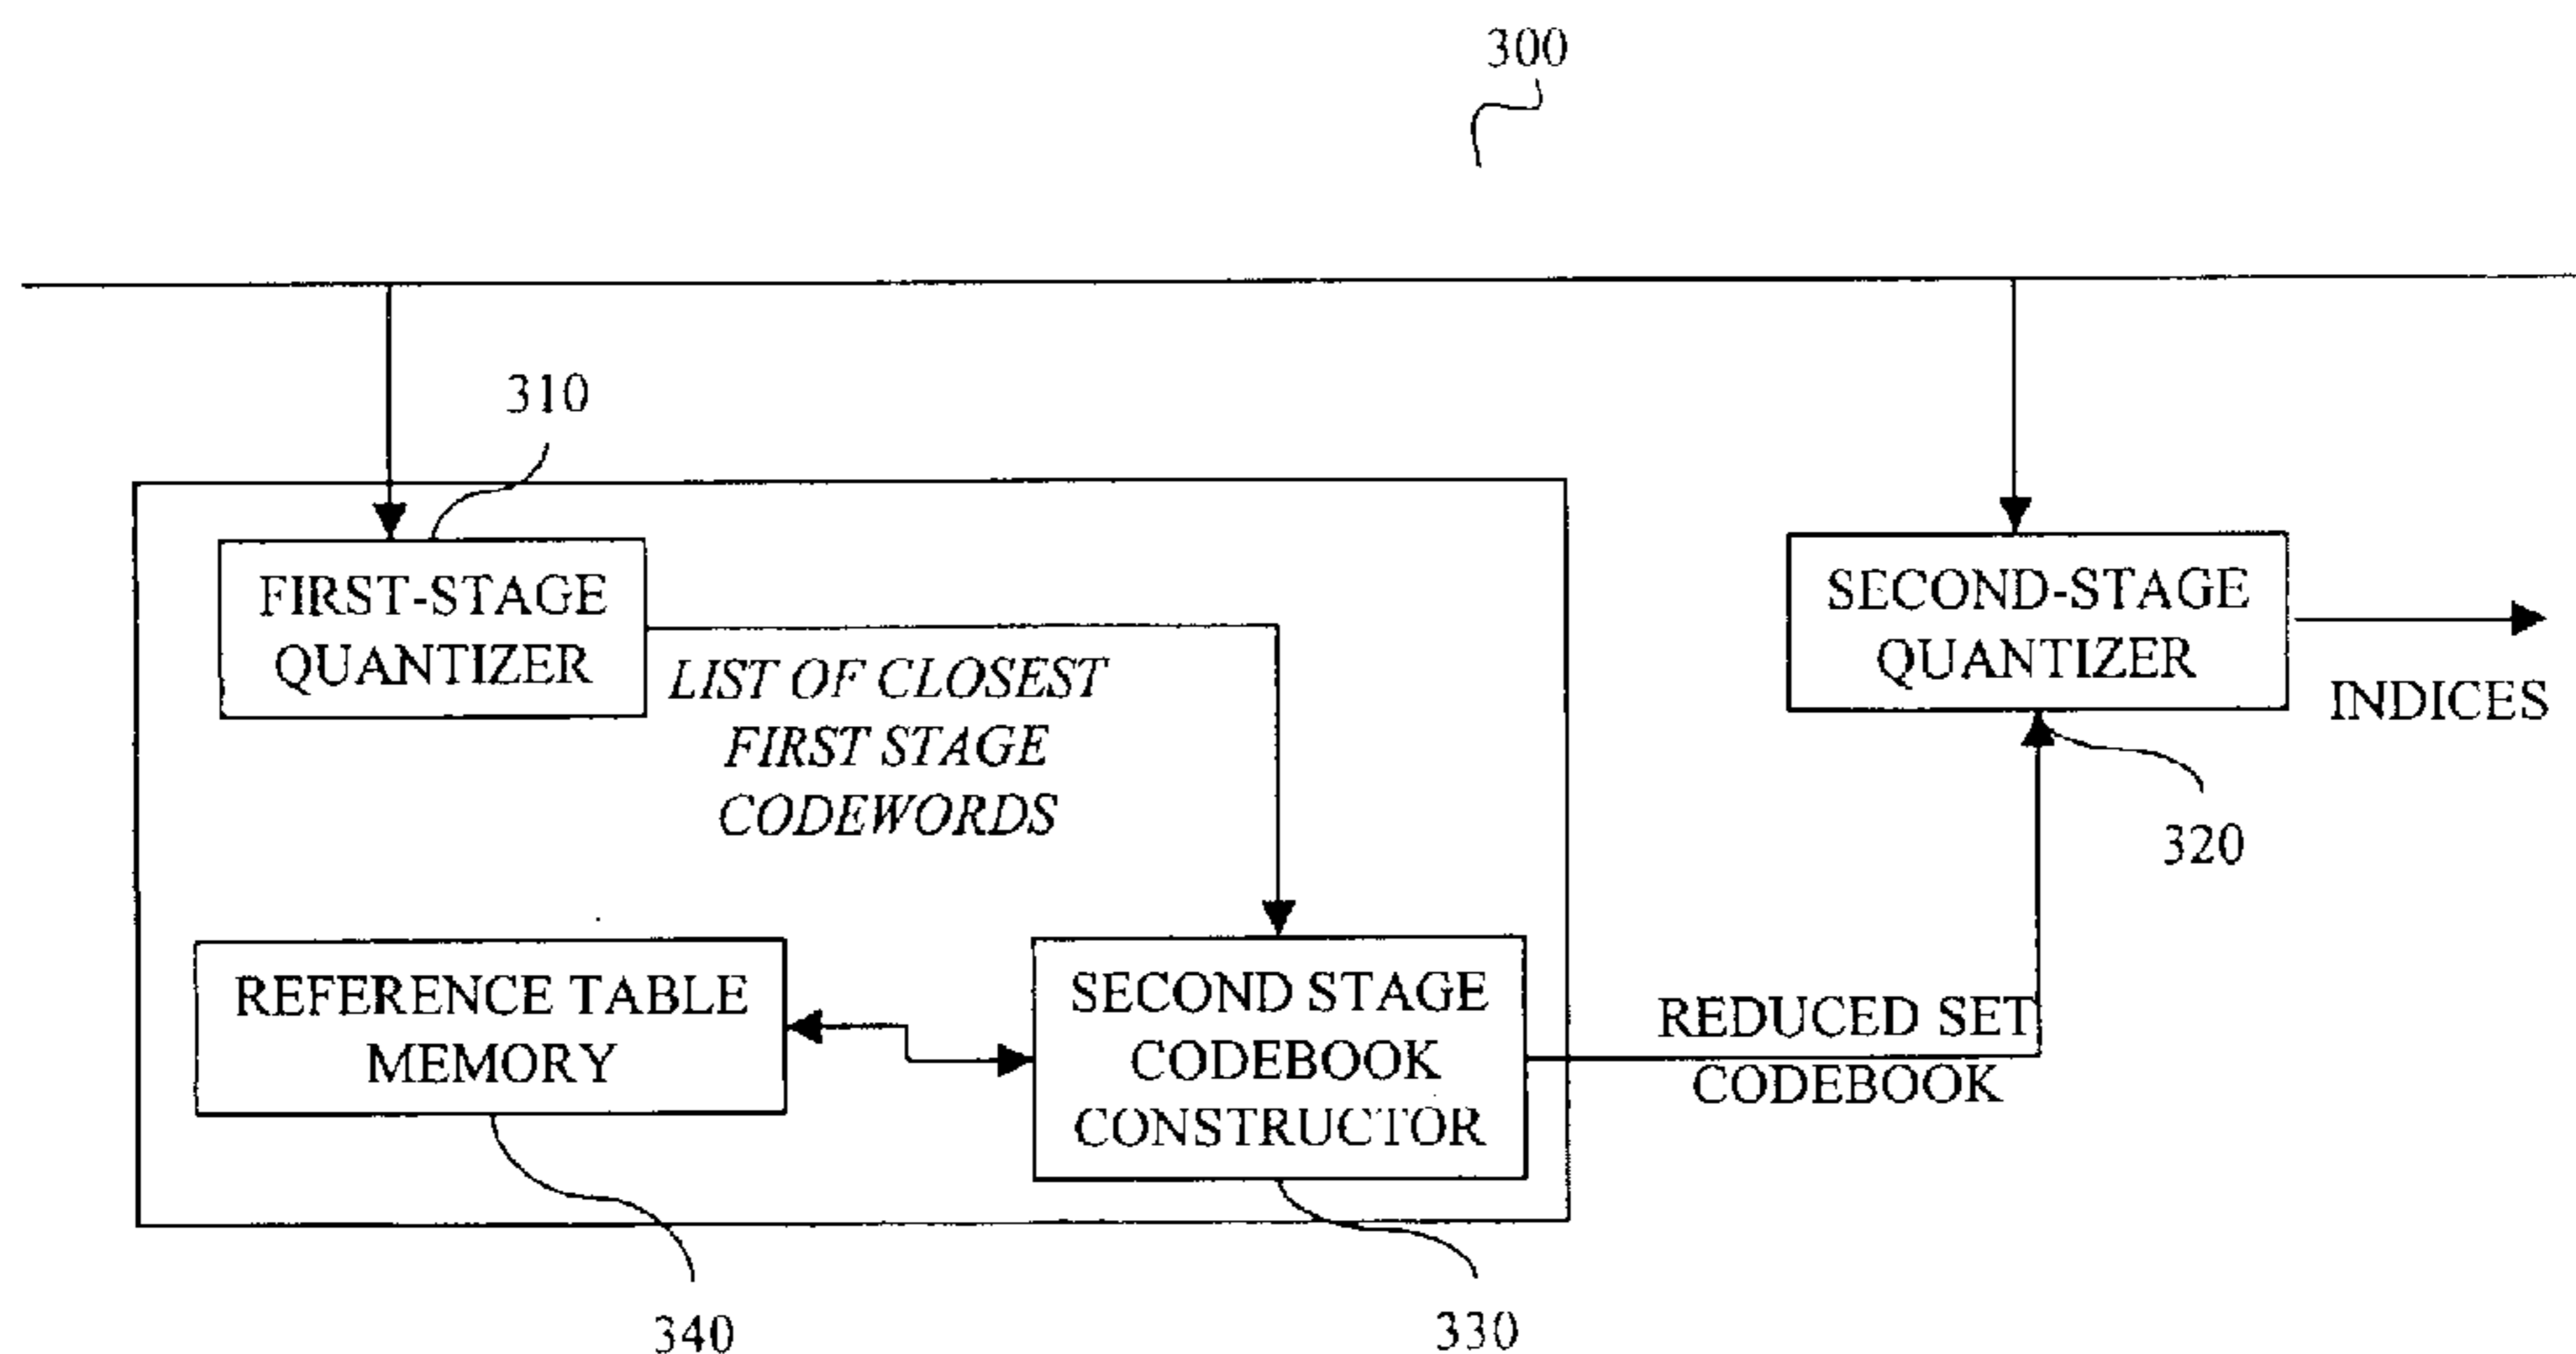 300
310
FIRST-STAGE
QUANTIZER
LIST OF CLOSEST
FIRST STAGE
CODEWORDS
SECOND-STAGE
QUANTIZER
INDICES
320
REFERENCE TABLE
MEMORY
SECOND STAGE
CODEBOOK
CONSTRUCTOR
REDUCED SET
CODEBOOK
340
330